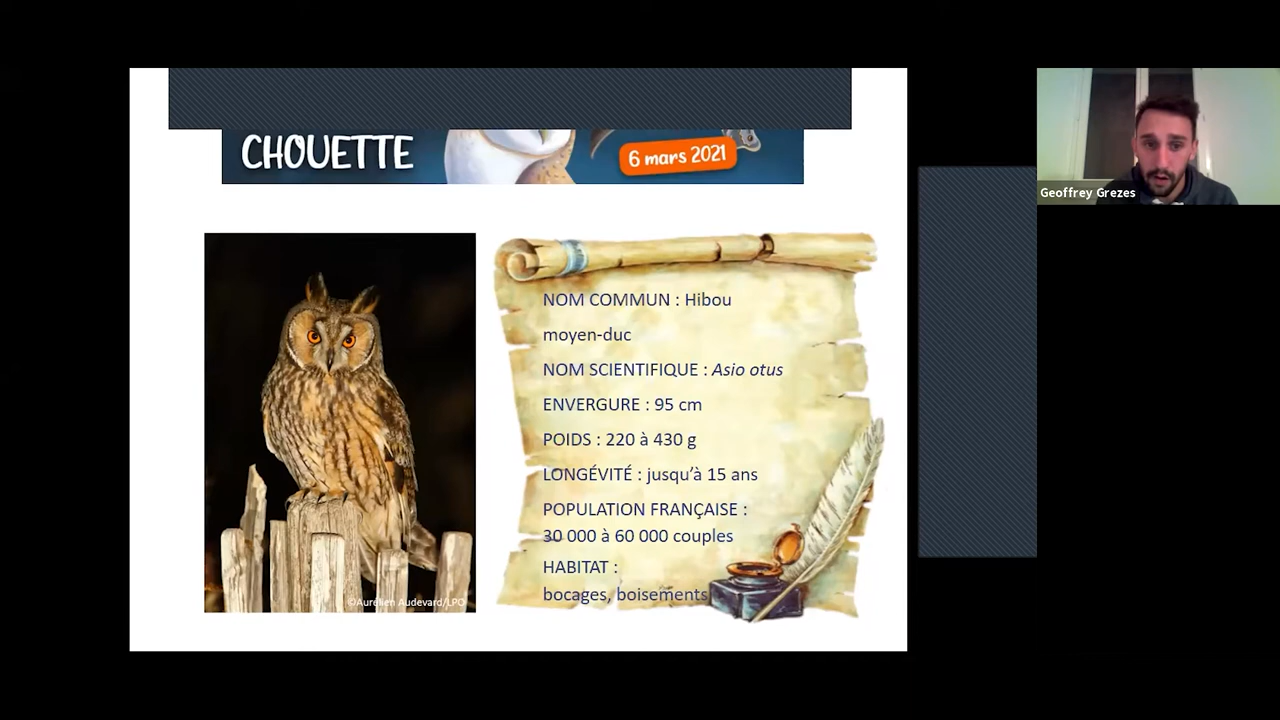 CHOUETTE
6 mars 2021
Geoffrey Grezes
NOM COMMUN : Hibou
moyen-duc
NOM SCIENTIFIQUE : Asio otus
ENVERGURE : 95 cm
POIDS : 220 à 430 g
LONGÉVITÉ : jusqu'à 15 ans
POPULATION FRANÇAISE :
30 000 à 60 000 couples
HABITAT :
bocages, boisements
©Aurélien Audevard/LPO